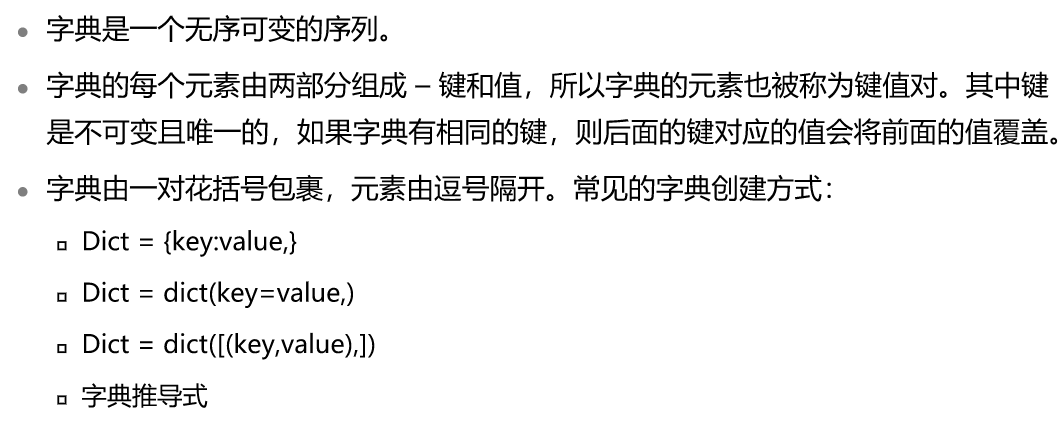 字典是一个无序可变的序列。
字典的每个元素由两部分组成 – 键和值，所以字典的元素也被称为键值对。其中键
是不可变且唯一的，如果字典有相同的键，则后面的键对应的值会将前面的值覆盖。
字典由一对花括号包裹，元素由逗号隔开。常见的字典创建方式：
Dict = {key:value,}
Dict = dict(key=value,)
Dict = dict([(key,value),])
字典推导式